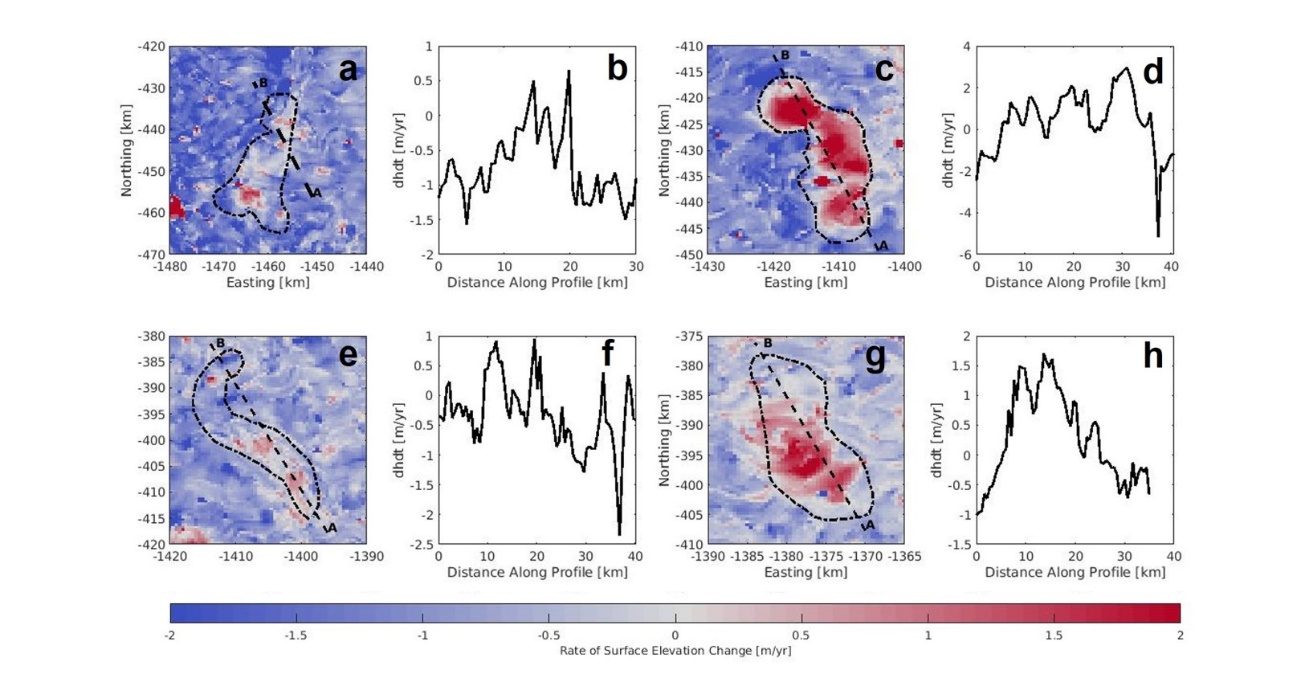 a
-420
-430
-440
-450
-460
-470
Northing [km]
B
A
-1480 -1470 -1460 -1450 -1440
Easting [km]
b
1
0.5
0
-0.5
-1
-1.5
-2
dhdt [m/yr]
0 10 20 30
Distance Along Profile [km]
c
-410
-415
-420
-425
-430
-435
-440
-445
-450
Northing [km]
B
A
-1430 -1420 -1410 -1400
Easting [km]
d
4
2
0
-2
-4
-6
dhdt [m/yr]
0 10 20 30 40
Distance Along Profile [km]
e
-380
-385
-390
-395
-400
-405
-410
-415
-420
B
A
-1420 -1410 -1400 -1390
f
1
0.5
0
-0.5
-1
-1.5
-2
-2.5
dhdt [m/yr]
0 10 20 30 40
Distance Along Profile [km]
g
-375
-380
-385
-390
-395
-400
-405
-410
Northing [km]
B
A
-1390 -1385 -1380 -1375 -1370 -1365
Easting [km]
h
2
1.5
1
0.5
0
-0.5
-1
-1.5
dhdt [m/yr]
0 10 20 30 40
Distance Along Profile [km]
-2 -1.5 -1 -0.5 0 0.5 1 1.5 2
Rate of Surface Elevation Change [m/yr]